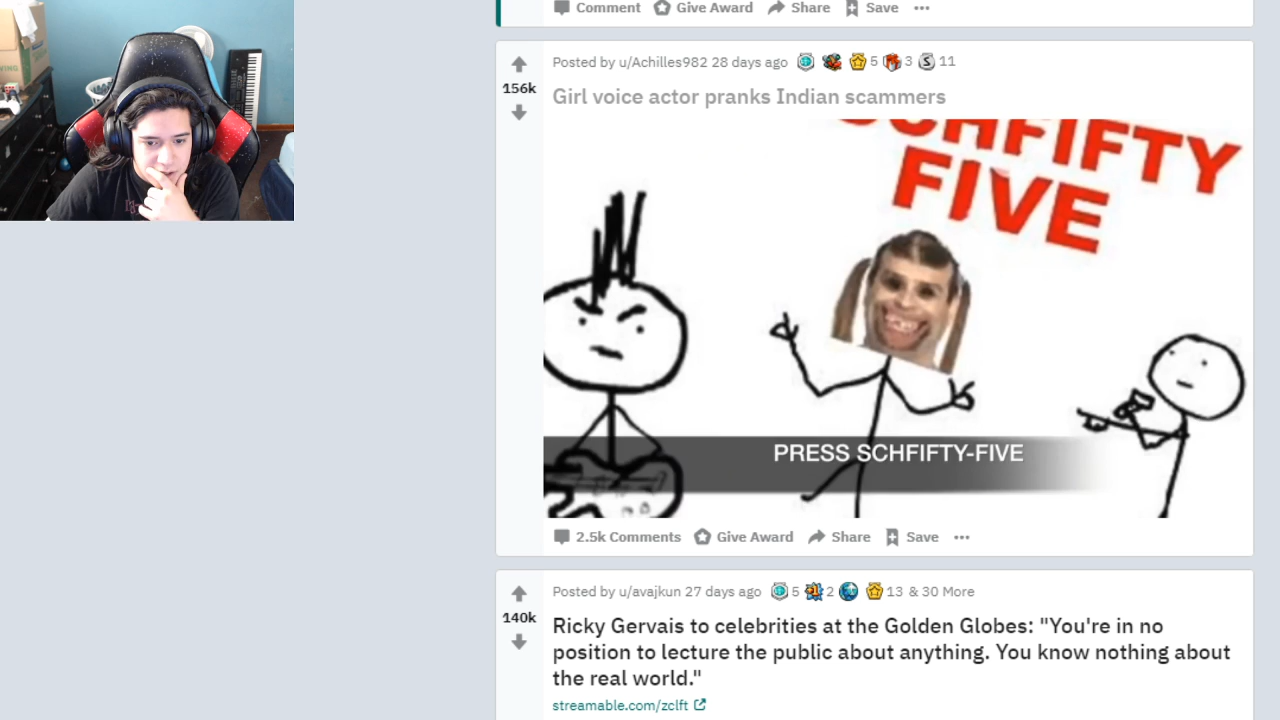 Comment Give Award Share Save
Posted by u/Achilles982 28 days ago 5 3 11
156k
Girl voice actor pranks Indian scammers
SCHFIFTY
FIVE
PRESS SCHFIFTY-FIVE
2.5k Comments Give Award Share Save
Posted by u/avajkun 27 days ago 5 2 13 & 30 More
140k
Ricky Gervais to celebrities at the Golden Globes: "You're in no
position to lecture the public about anything. You know nothing about
the real world."
streamable.com/zclft